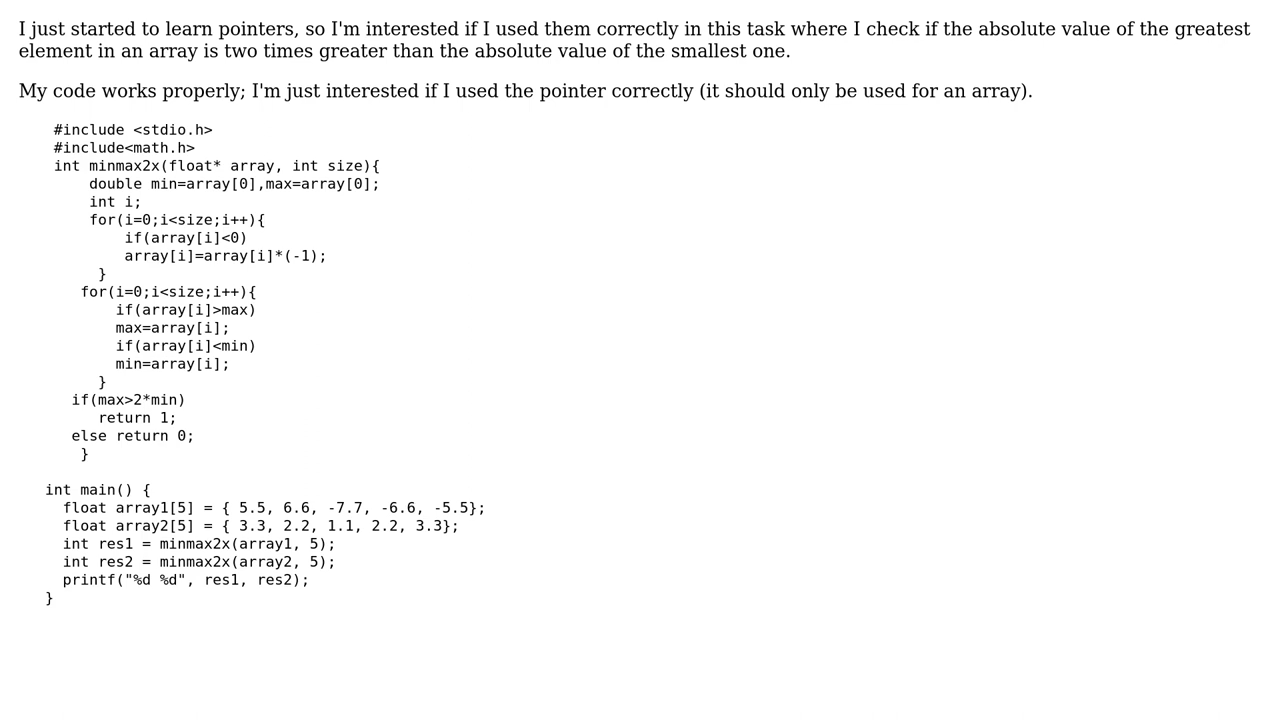 I just started to learn pointers, so I'm interested if I used them correctly in this task where I check if the absolute value of the greatest
element in an array is two times greater than the absolute value of the smallest one.
My code works properly; I'm just interested if I used the pointer correctly (it should only be used for an array).
#include <stdio.h>
#include<math.h>
int minmax2x(float* array, int size){
    double min=array[0],max=array[0];
    int i;
    for(i=0;i<size;i++){
        if(array[i]<0)
        array[i]=array[i]*(-1);
     }
   for(i=0;i<size;i++){
       if(array[i]>max)
       max=array[i];
       if(array[i]<min)
       min=array[i];
     }
  if(max>2*min)
     return 1;
  else return 0;
   }
int main() {
  float array1[5] = { 5.5, 6.6, -7.7, -6.6, -5.5};
  float array2[5] = { 3.3, 2.2, 1.1, 2.2, 3.3};
  int res1 = minmax2x(array1, 5);
  int res2 = minmax2x(array2, 5);
  printf("%d %d", res1, res2);
}